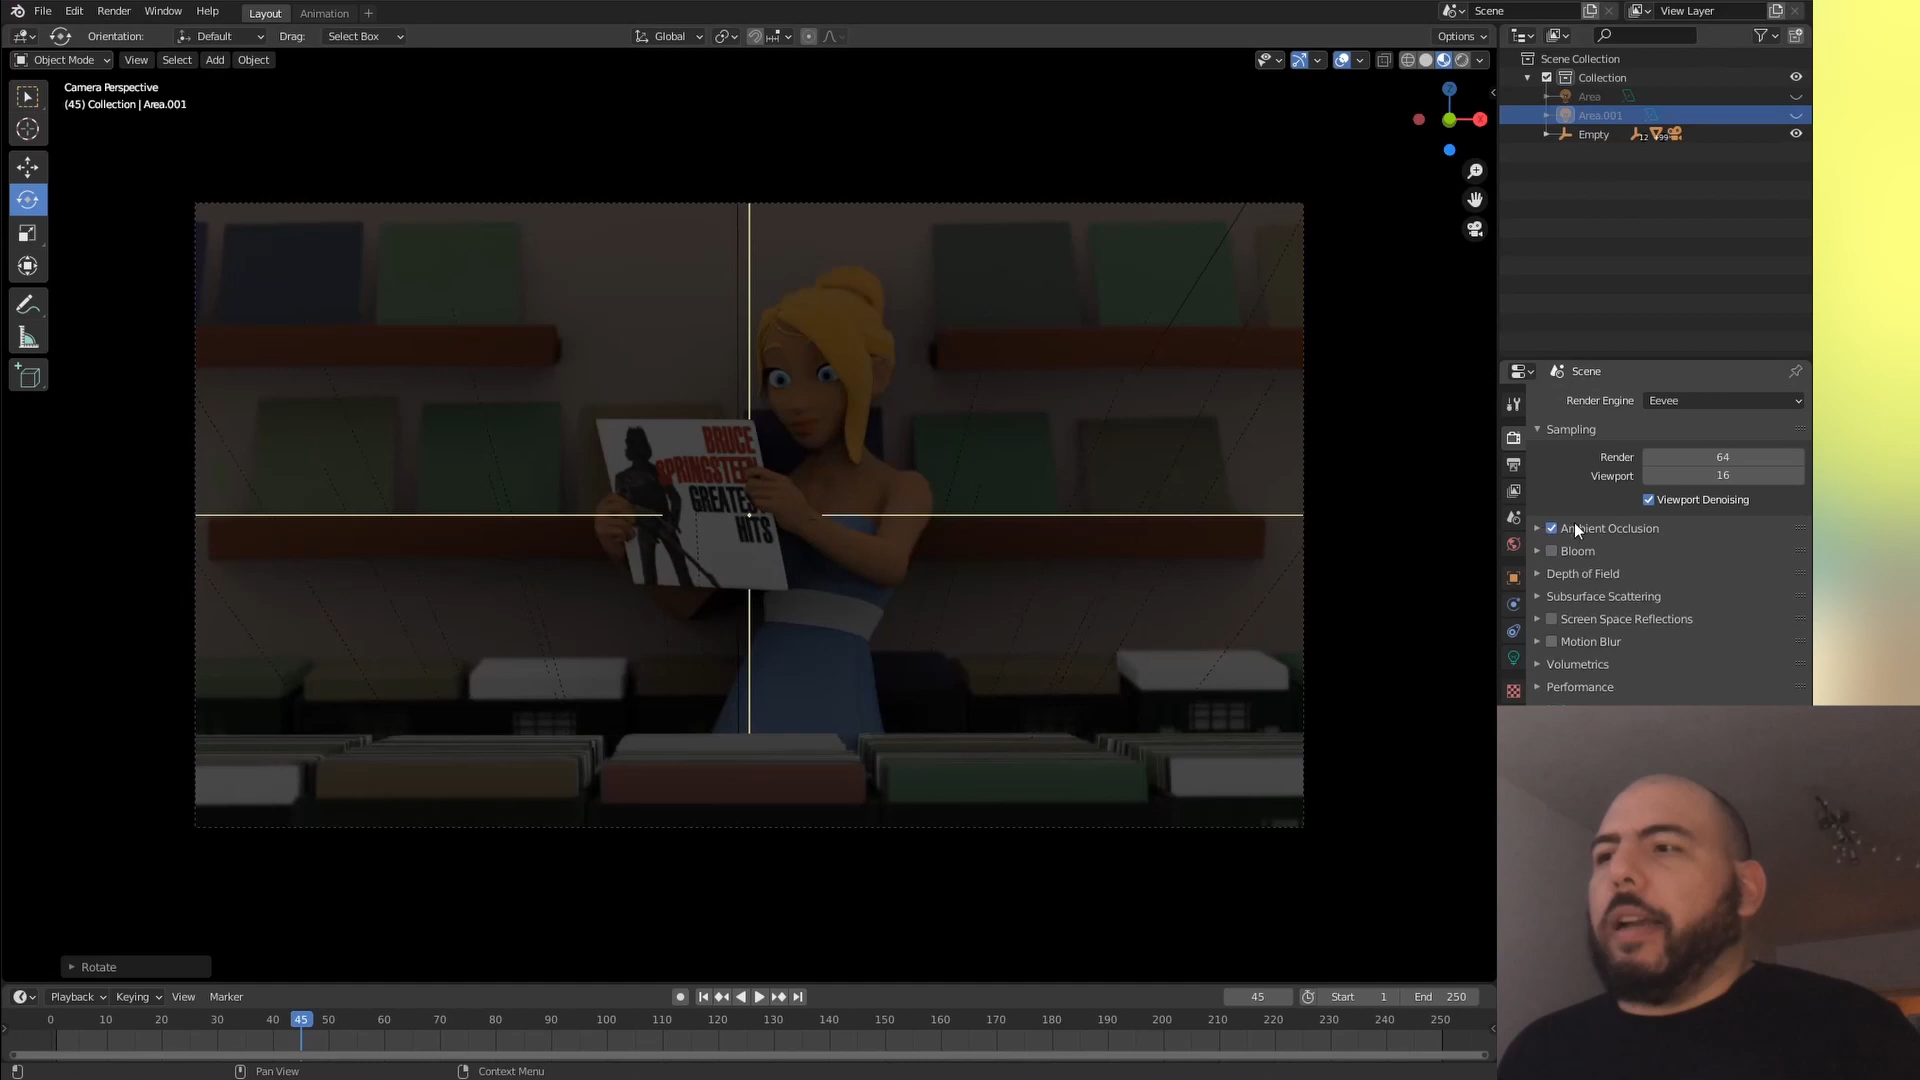 File Edit Render Window Help Layout Animation + Scene View Layer
Orientation: Default Drag: Select Box Global Options
Object Mode View Select Add Object
Camera Perspective
(45) Collection | Area.001
Z
X
Scene Collection
Collection
Area
Area.001
Empty 12 +99
BRUCE
SPRINGSTEEN
GREATEST
HITS
Scene
Render Engine Eevee
Sampling
Render 64
Viewport 16
Viewport Denoising
Ambient Occlusion
Bloom
Depth of Field
Subsurface Scattering
Screen Space Reflections
Motion Blur
Volumetrics
Performance
Rotate
Playback Keying View Marker 45 Start 1 End 250
0 10 20 30 40 45 50 60 70 80 90 100 110 120 130 140 150 160 170 180 190 200 210 220 230 240 250
Pan View Context Menu